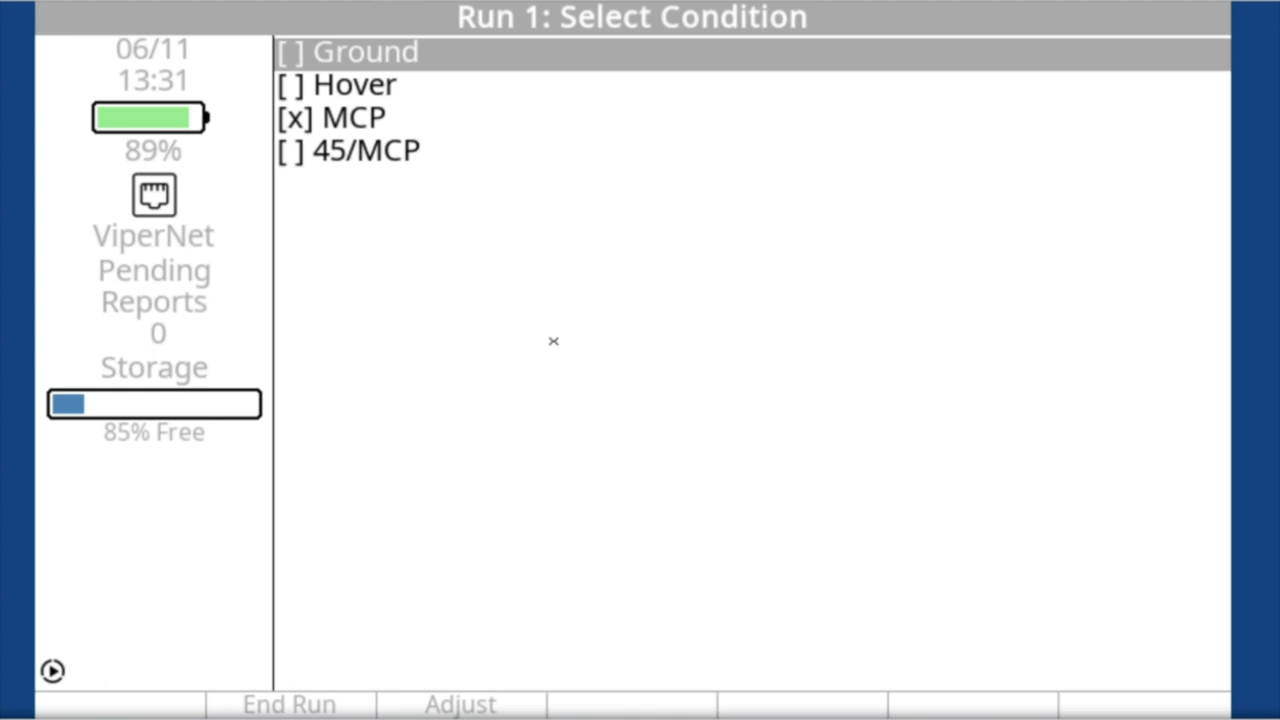 Run 1: Select Condition
06/11
13:31
89%
ViperNet
Pending
Reports
0
Storage
85% Free
[ ] Ground
[ ] Hover
[x] MCP
[ ] 45/MCP
End Run
Adjust